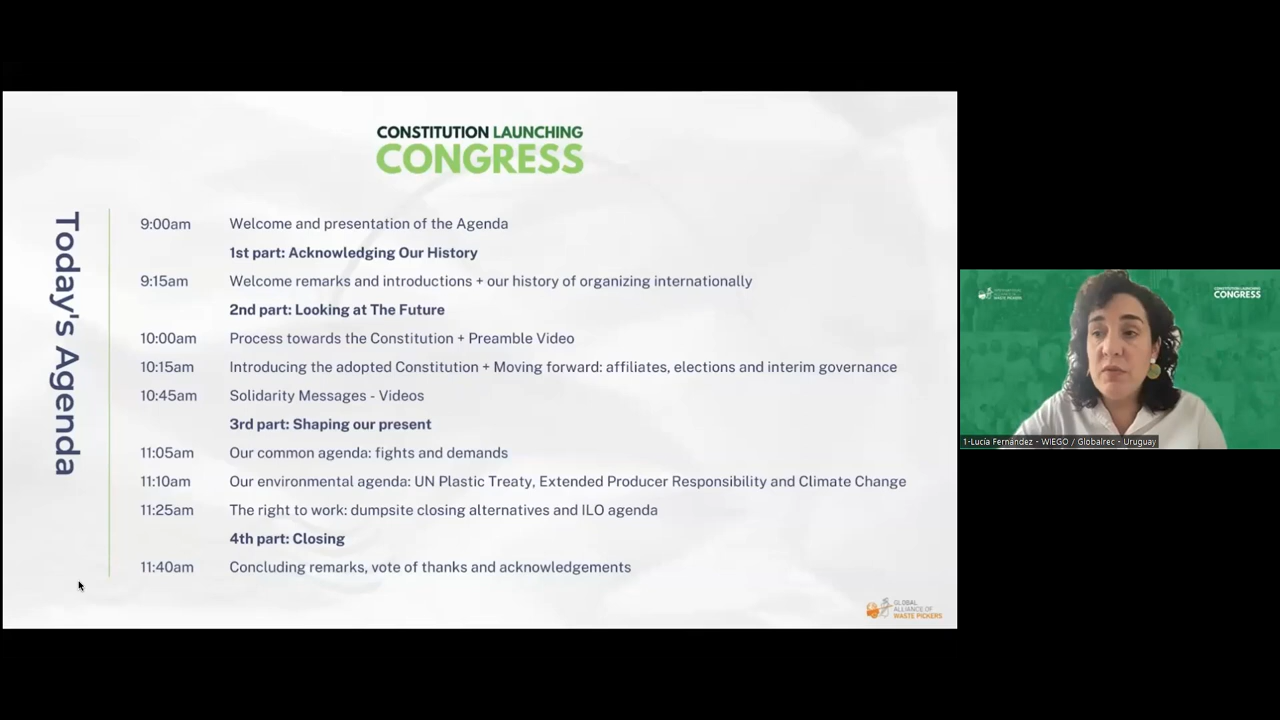 CONSTITUTION LAUNCHING
CONGRESS
Today's Agenda
9:00am Welcome and presentation of the Agenda
1st part: Acknowledging Our History
9:15am Welcome remarks and introductions + our history of organizing internationally
2nd part: Looking at The Future
10:00am Process towards the Constitution + Preamble Video
10:15am Introducing the adopted Constitution + Moving forward: affiliates, elections and interim governance
10:45am Solidarity Messages - Videos
3rd part: Shaping our present
11:05am Our common agenda: fights and demands
11:10am Our environmental agenda: UN Plastic Treaty, Extended Producer Responsibility and Climate Change
11:25am The right to work: dumpsite closing alternatives and ILO agenda
4th part: Closing
11:40am Concluding remarks, vote of thanks and acknowledgements
GLOBAL
ALLIANCE OF
WASTE PICKERS
CONSTITUTION LAUNCHING
CONGRESS
1-Lucía Fernández - WIEGO / Globalrec - Uruguay